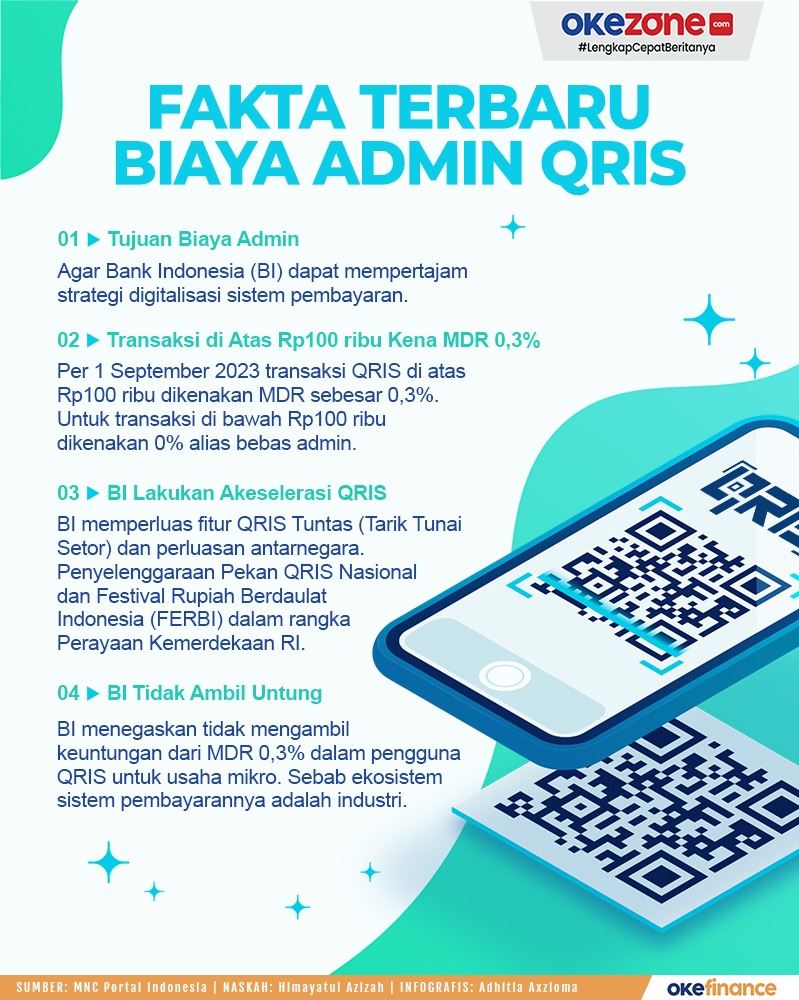 okezone.com
#LengkapCepatBeritanya
FAKTA TERBARU
BIAYA ADMIN QRIS
01 ▶ Tujuan Biaya Admin
Agar Bank Indonesia (BI) dapat mempertajam
strategi digitalisasi sistem pembayaran.
02 ▶ Transaksi di Atas Rp100 ribu Kena MDR 0,3%
Per 1 September 2023 transaksi QRIS di atas
Rp100 ribu dikenakan MDR sebesar 0,3%.
Untuk transaksi di bawah Rp100 ribu
dikenakan 0% alias bebas admin.
03 ▶ BI Lakukan Akeselerasi QRIS
BI memperluas fitur QRIS Tuntas (Tarik Tunai
Setor) dan perluasan antarnegara.
Penyelenggaraan Pekan QRIS Nasional
dan Festival Rupiah Berdaulat
Indonesia (FERBI) dalam rangka
Perayaan Kemerdekaan RI.
QRIS
04 ▶ BI Tidak Ambil Untung
BI menegaskan tidak mengambil
keuntungan dari MDR 0,3% dalam pengguna
QRIS untuk usaha mikro. Sebab ekosistem
sistem pembayarannya adalah industri.
SUMBER: MNC Portal Indonesia | NASKAH: Himayatul Azizah | INFOGRAFIS: Adhitia Axzioma
okefinance